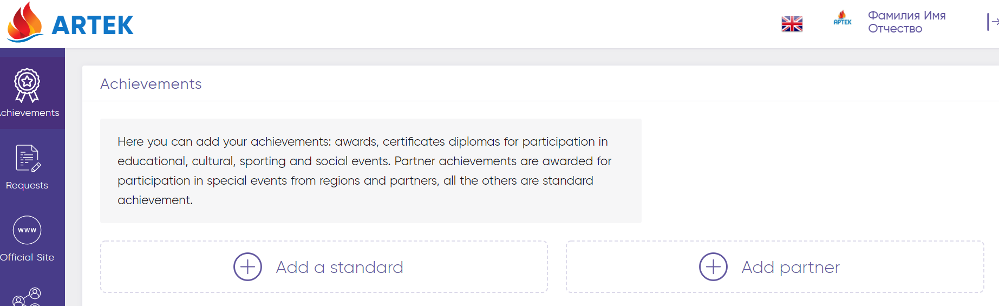 ARTEK
АРТЕК
Фамилия Имя
Отчество
Achievements
chievements
Here you can add your achievements: awards, certificates diplomas for participation in
educational, cultural, sporting and social events. Partner achievements are awarded for
participation in special events from regions and partners, all the others are standard
achievement.
Requests
www
Official Site
Add a standard
Add partner